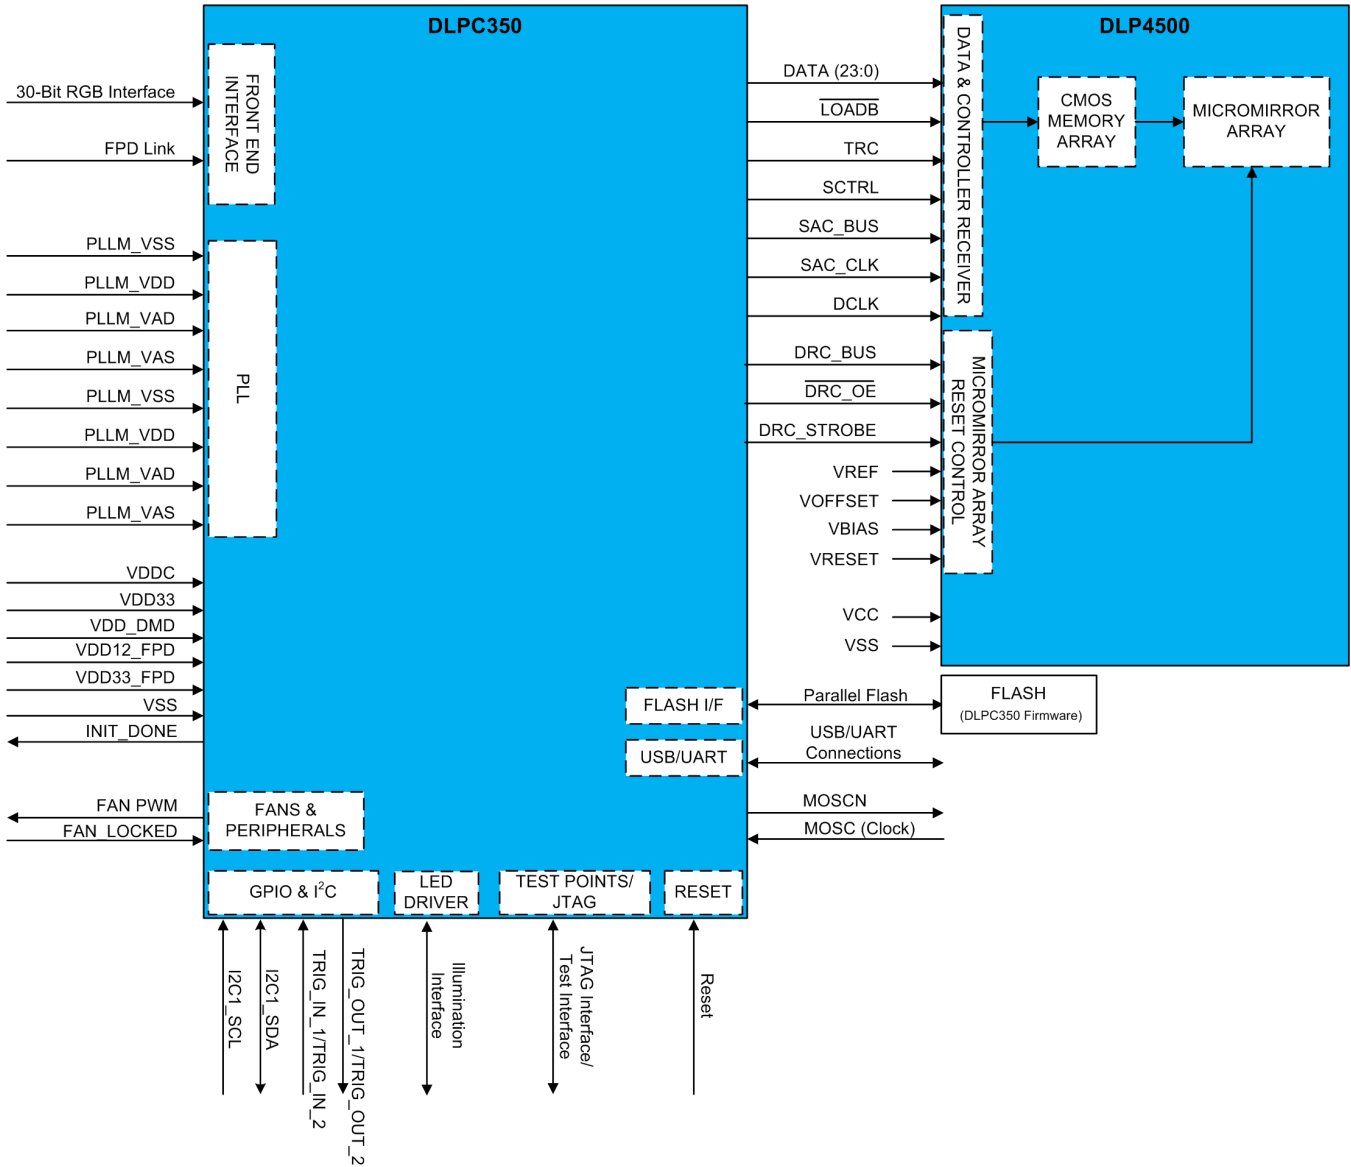 DLPC350
DLP4500
30-Bit RGB Interface
FPD Link
FRONT END
INTERFACE
PLLM_VSS
PLLM_VDD
PLLM_VAD
PLLM_VAS
PLLM_VSS
PLLM_VDD
PLLM_VAD
PLLM_VAS
PLL
VDDC
VDD33
VDD_DMD
VDD12_FPD
VDD33_FPD
VSS
INIT_DONE
FAN PWM
FAN_LOCKED
FANS &
PERIPHERALS
GPIO & I²C
LED
DRIVER
TEST POINTS/
JTAG
RESET
I2C1_SCL
I2C1_SDA
TRIG_IN_1/TRIG_IN_2
TRIG_OUT_1/TRIG_OUT_2
Illumination
Interface
JTAG Interface/
Test Interface
Reset
DATA (23:0)
LOADB
TRC
SCTRL
SAC_BUS
SAC_CLK
DCLK
DRC_BUS
DRC_OE
DRC_STROBE
VREF
VOFFSET
VBIAS
VRESET
VCC
VSS
DATA & CONTROLLER RECEIVER
CMOS
MEMORY
ARRAY
MICROMIRROR
ARRAY
MICROMIRROR ARRAY
RESET CONTROL
FLASH I/F
Parallel Flash
FLASH
(DLPC350 Firmware)
USB/UART
USB/UART
Connections
MOSCN
MOSC (Clock)